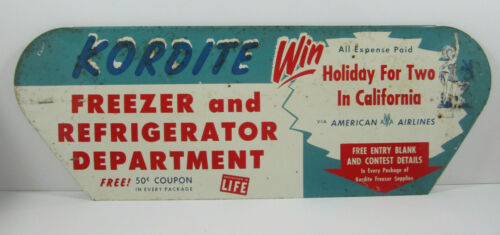 KORDITE
FREEZER and
REFRIGERATOR
DEPARTMENT
FREE! 50¢ COUPON
IN EVERY PACKAGE
LIFE
Win
All Expense Paid
Holiday For Two
In California
VIA AMERICAN AA AIRLINES
FREE ENTRY BLANK
AND CONTEST DETAILS
In Every Package of
Kordite Freezer Supplies